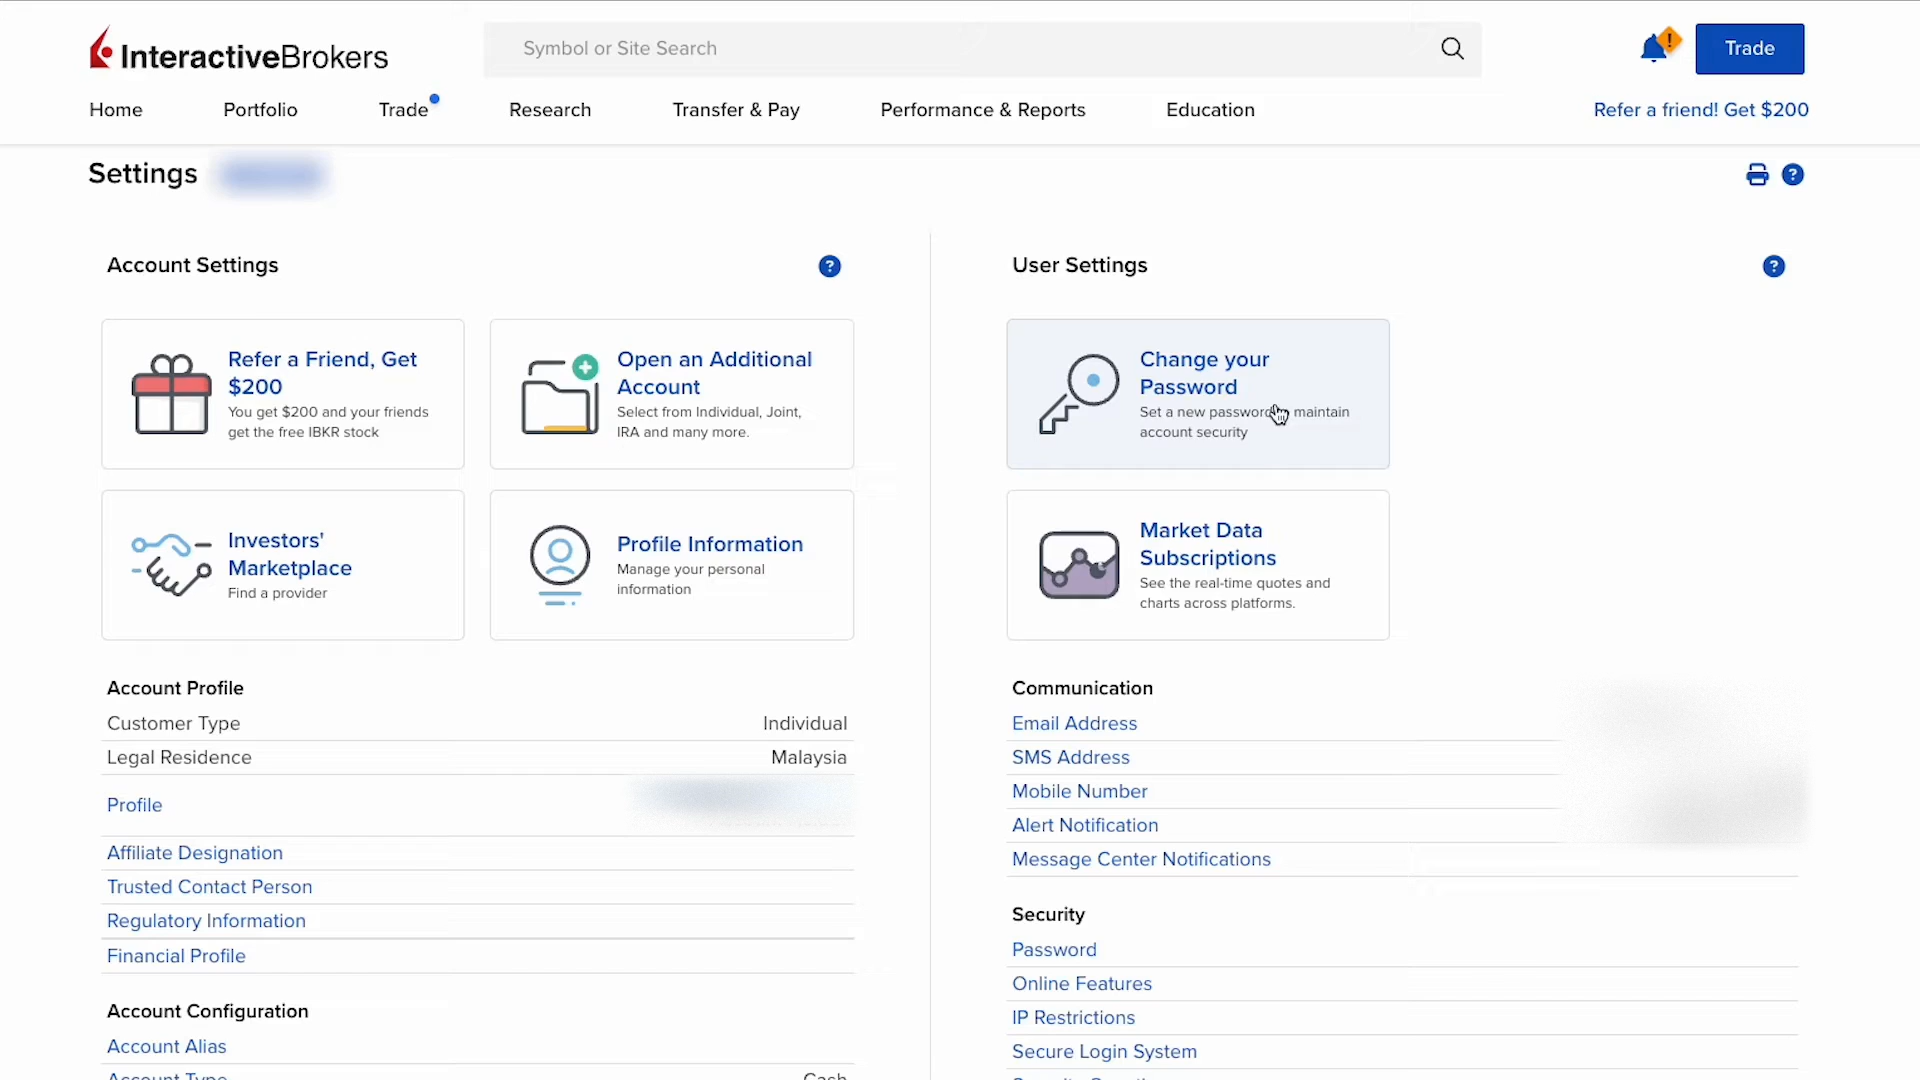 InteractiveBrokers
Symbol or Site Search
!
Trade
Home
Portfolio
Trade
Research
Transfer & Pay
Performance & Reports
Education
Refer a friend! Get $200
Settings
?
Account Settings
?
User Settings
?
Refer a Friend, Get
$200
You get $200 and your friends
get the free IBKR stock
Open an Additional
Account
Select from Individual, Joint,
IRA and many more.
Change your
Password
Set a new password maintain
account security
Investors'
Marketplace
Find a provider
Profile Information
Manage your personal
information
Market Data
Subscriptions
See the real-time quotes and
charts across platforms.
Account Profile
Customer Type Individual
Legal Residence Malaysia
Profile
Affiliate Designation
Trusted Contact Person
Regulatory Information
Financial Profile
Account Configuration
Account Alias
Account Type Cash
Communication
Email Address
SMS Address
Mobile Number
Alert Notification
Message Center Notifications
Security
Password
Online Features
IP Restrictions
Secure Login System